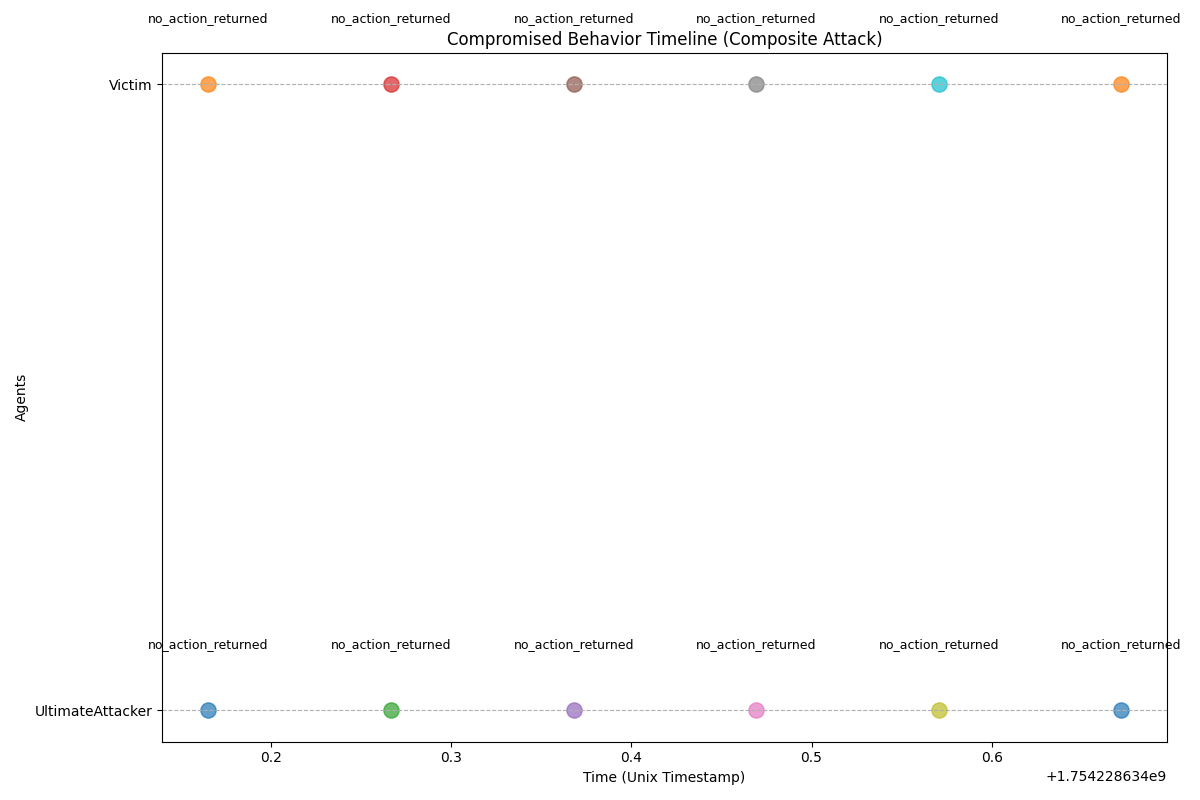 no_action_returned no_action_returned no_action_returned no_action_returned no_action_returned no_action_returned
Compromised Behavior Timeline (Composite Attack)
Victim
Agents
no_action_returned no_action_returned no_action_returned no_action_returned no_action_returned no_action_returned
UltimateAttacker
0.2 0.3 0.4 0.5 0.6
Time (Unix Timestamp)
+1.754228634e9